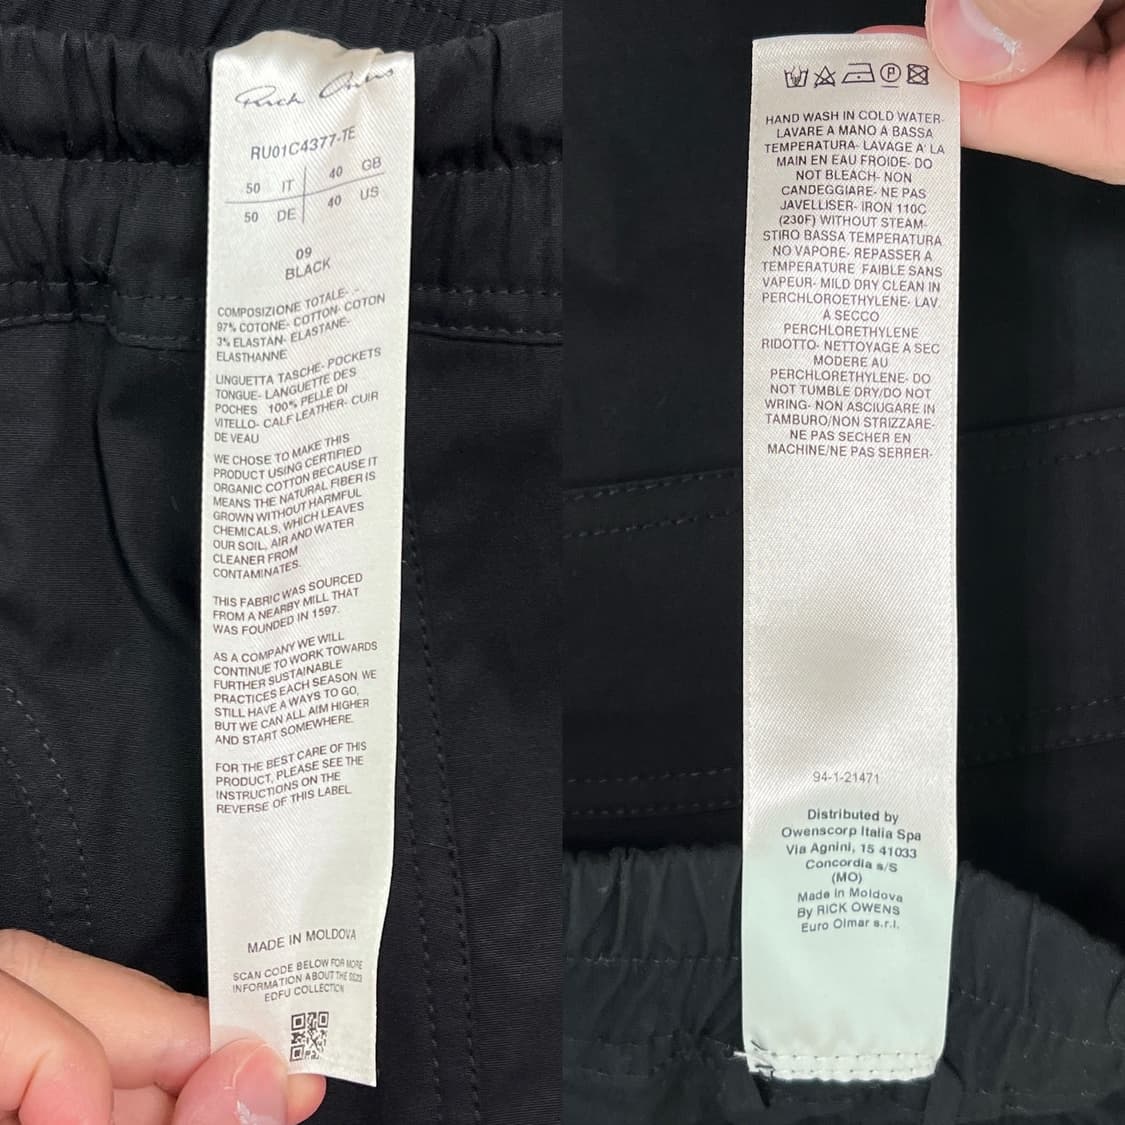 Rick Owens
RU01C4377-TE
50 IT 40 GB
50 DE 40 US
09
BLACK
COMPOSIZIONE TOTALE- -
97% COTONE- COTTON- COTON
3% ELASTAN- ELASTANE-
ELASTHANNE
LINGUETTA TASCHE- POCKETS
TONGUE- LANGUETTE DES
POCHES 100% PELLE DI
VITELLO- CALF LEATHER- CUIR
DE VEAU
WE CHOSE TO MAKE THIS
PRODUCT USING CERTIFIED
ORGANIC COTTON BECAUSE IT
MEANS THE NATURAL FIBER IS
GROWN WITHOUT HARMFUL
CHEMICALS, WHICH LEAVES
OUR SOIL, AIR AND WATER
CLEANER FROM
CONTAMINATES.
THIS FABRIC WAS SOURCED
FROM A NEARBY MILL THAT
WAS FOUNDED IN 1597.
AS A COMPANY WE WILL
CONTINUE TO WORK TOWARDS
FURTHER SUSTAINABLE
PRACTICES EACH SEASON. WE
STILL HAVE A WAYS TO GO,
BUT WE CAN ALL AIM HIGHER
AND START SOMEWHERE.
FOR THE BEST CARE OF THIS
PRODUCT, PLEASE SEE THE
INSTRUCTIONS ON THE
REVERSE OF THIS LABEL
MADE IN MOLDOVA
SCAN CODE BELOW FOR MORE
INFORMATION ABOUT THE SS23
EDFU COLLECTION
P
HAND WASH IN COLD WATER-
LAVARE A MANO A BASSA
TEMPERATURA- LAVAGE A' LA
MAIN EN EAU FROIDE- DO
NOT BLEACH- NON
CANDEGGIARE- NE PAS
JAVELLISER- IRON 110C
(230F) WITHOUT STEAM-
STIRO BASSA TEMPERATURA
NO VAPORE- REPASSER A
TEMPERATURE FAIBLE SANS
VAPEUR- MILD DRY CLEAN IN
PERCHLOROETHYLENE- LAV.
A SECCO
PERCHLORETHYLENE
RIDOTTO- NETTOYAGE A SEC
MODERE AU
PERCHLORETHYLENE- DO
NOT TUMBLE DRY/DO NOT
WRING- NON ASCIUGARE IN
TAMBURO/NON STRIZZARE-
NE PAS SECHER EN
MACHINE/NE PAS SERRER-
94-1-21471
Distributed by
Owenscorp Italia Spa
Via Agnini, 15 41033
Concordia s/S
(MO)
Made in Moldova
By RICK OWENS
Euro Olmar s.r.l.